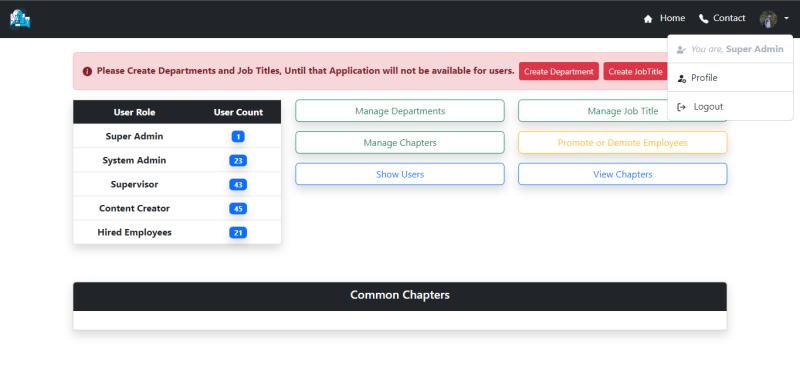 Home Contact
You are, Super Admin
Profile
Logout
Please Create Departments and Job Titles, Until that Application will not be available for users. Create Department Create JobTitle
User Role User Count
Super Admin 1
System Admin 23
Supervisor 43
Content Creator 45
Hired Employees 21
Manage Departments Manage Job Title
Manage Chapters Promote or Demote Employees
Show Users View Chapters
Common Chapters